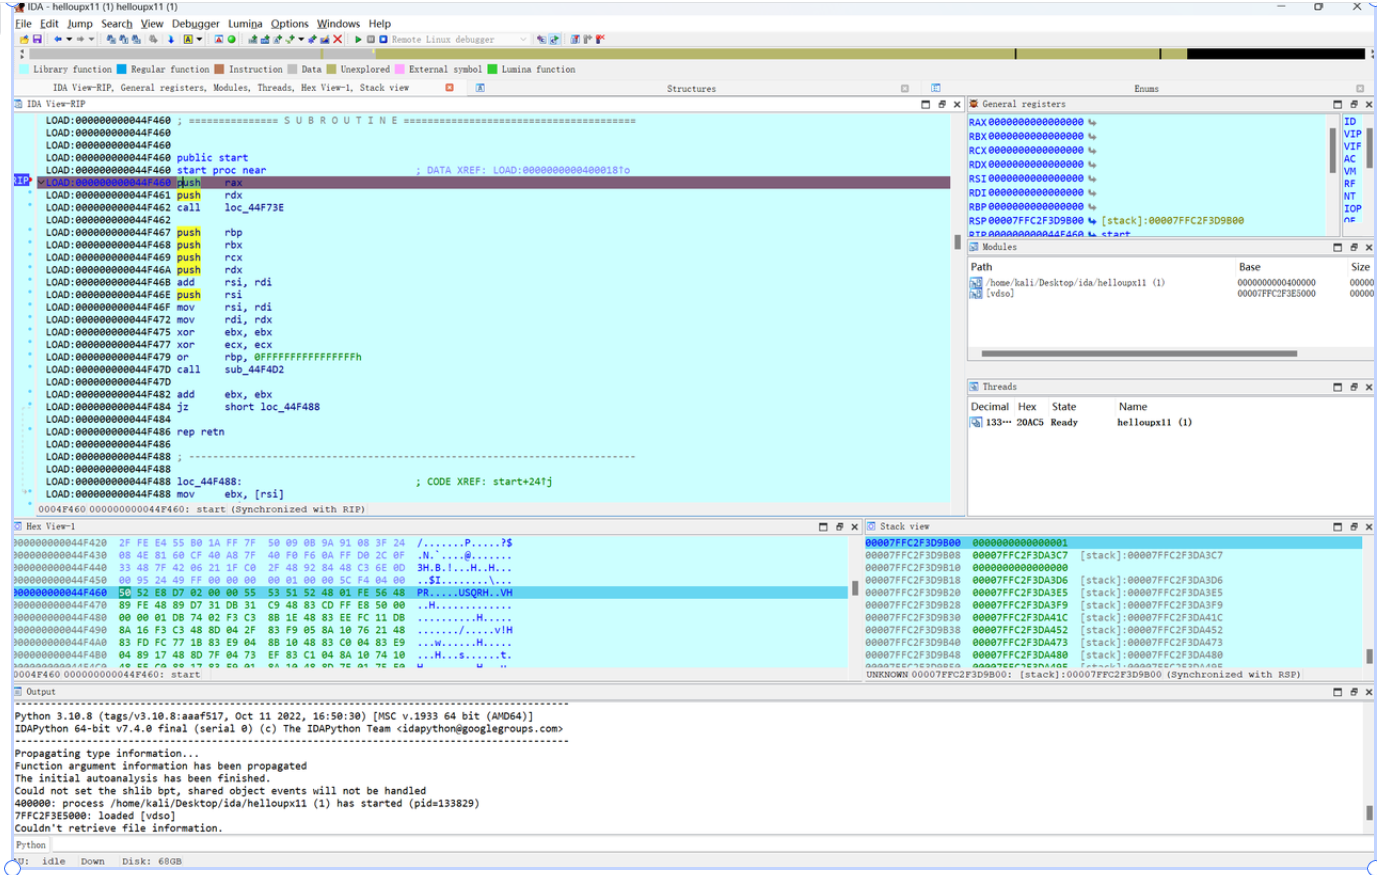 IDA - helloupx11 (1) helloupx11 (1)
File Edit Jump Search View Debugger Lumina Options Windows Help
Remote Linux debugger
Library function Regular function Instruction Data Unexplored External symbol Lumina function
IDA View-RIP, General registers, Modules, Threads, Hex View-1, Stack view Structures Enums
IDA View-RIP
LOAD:000000000044F460 ; =============== S U B R O U T I N E =======================================
LOAD:000000000044F460
LOAD:000000000044F460
LOAD:000000000044F460 public start
LOAD:000000000044F460 start proc near ; DATA XREF: LOAD:0000000000400018↑o
RIP LOAD:000000000044F460 push rax
LOAD:000000000044F461 push rdx
LOAD:000000000044F462 call loc_44F73E
LOAD:000000000044F462
LOAD:000000000044F467 push rbp
LOAD:000000000044F468 push rbx
LOAD:000000000044F469 push rcx
LOAD:000000000044F46A push rdx
LOAD:000000000044F46B add rsi, rdi
LOAD:000000000044F46E push rsi
LOAD:000000000044F46F mov rsi, rdi
LOAD:000000000044F472 mov rdi, rdx
LOAD:000000000044F475 xor ebx, ebx
LOAD:000000000044F477 xor ecx, ecx
LOAD:000000000044F479 or rbp, 0FFFFFFFFFFFFFFFFh
LOAD:000000000044F47D call sub_44F4D2
LOAD:000000000044F47D
LOAD:000000000044F482 add ebx, ebx
LOAD:000000000044F484 jz short loc_44F488
LOAD:000000000044F484
LOAD:000000000044F486 rep retn
LOAD:000000000044F486
LOAD:000000000044F488 ; ---------------------------------------------------------------------------
LOAD:000000000044F488
LOAD:000000000044F488 loc_44F488: ; CODE XREF: start+24↑j
LOAD:000000000044F488 mov ebx, [rsi]
0004F460 000000000044F460: start (Synchronized with RIP)
General registers
RAX 0000000000000000
RBX 0000000000000000
RCX 0000000000000000
RDX 0000000000000000
RSI 0000000000000000
RDI 0000000000000000
RBP 0000000000000000
RSP 00007FFC2F3D9B00 [stack]:00007FFC2F3D9B00
RIP 000000000044F460 start
ID
VIP
VIF
AC
VM
RF
NT
IOP
OF
Modules
Path Base Size
/home/kali/Desktop/ida/helloupx11 (1) 0000000000400000 00000
[vdso] 00007FFC2F3E5000 00000
Threads
Decimal Hex State Name
133··· 20AC5 Ready helloupx11 (1)
Hex View-1
000000000044F420 2F FE E4 55 B0 1A FF 7F 50 09 0B 9A 91 08 3F 24 /.......P.....?$
000000000044F430 08 4E 81 60 CF 40 A8 7F 40 F0 F6 0A FF D0 2C 0F .N.`...@.......
000000000044F440 33 48 7F 42 06 21 1F C0 2F 48 92 84 48 C3 6E 0D 3H.B.!...H..H...
000000000044F450 00 95 24 49 FF 00 00 00 00 01 00 00 5C F4 04 00 ..$I.......\...
000000000044F460 50 52 E8 D7 02 00 00 55 53 51 52 48 01 FE 56 48 PR.....USQRH..VH
000000000044F470 89 FE 48 89 D7 31 DB 31 C9 48 83 CD FF E8 50 00 ..H...........
000000000044F480 00 00 01 DB 74 02 F3 C3 8B 1E 48 83 EE FC 11 DB ..........H....
000000000044F490 8A 16 F3 C3 48 8D 04 2F 83 F9 05 8A 10 76 21 48 ......./.....v!H
000000000044F4A0 83 FD FC 77 1B 83 E9 04 8B 10 48 83 C0 04 83 E9 ...w......H.....
000000000044F4B0 04 89 17 48 8D 7F 04 73 EF 83 C1 04 8A 10 74 10 ...H...s......t.
0004F460 000000000044F460: start
Stack view
00007FFC2F3D9B00 0000000000000001
00007FFC2F3D9B08 00007FFC2F3DA3C7 [stack]:00007FFC2F3DA3C7
00007FFC2F3D9B10 0000000000000000
00007FFC2F3D9B18 00007FFC2F3DA3D6 [stack]:00007FFC2F3DA3D6
00007FFC2F3D9B20 00007FFC2F3DA3E5 [stack]:00007FFC2F3DA3E5
00007FFC2F3D9B28 00007FFC2F3DA3F9 [stack]:00007FFC2F3DA3F9
00007FFC2F3D9B30 00007FFC2F3DA41C [stack]:00007FFC2F3DA41C
00007FFC2F3D9B38 00007FFC2F3DA452 [stack]:00007FFC2F3DA452
00007FFC2F3D9B40 00007FFC2F3DA473 [stack]:00007FFC2F3DA473
00007FFC2F3D9B48 00007FFC2F3DA480 [stack]:00007FFC2F3DA480
UNKNOWN 00007FFC2F3D9B00: [stack]:00007FFC2F3D9B00 (Synchronized with RSP)
Output
Python 3.10.8 (tags/v3.10.8:aaaf517, Oct 11 2022, 16:50:30) [MSC v.1933 64 bit (AMD64)]
IDAPython 64-bit v7.4.0 final (serial 0) (c) The IDAPython Team <idapython@googlegroups.com>
Propagating type information...
Function argument information has been propagated
The initial autoanalysis has been finished.
Could not set the shlib bpt, shared object events will not be handled
400000: process /home/kali/Desktop/ida/helloupx11 (1) has started (pid=133829)
7FFC2F3E5000: loaded [vdso]
Couldn't retrieve file information.
Python
AU: idle Down Disk: 68GB